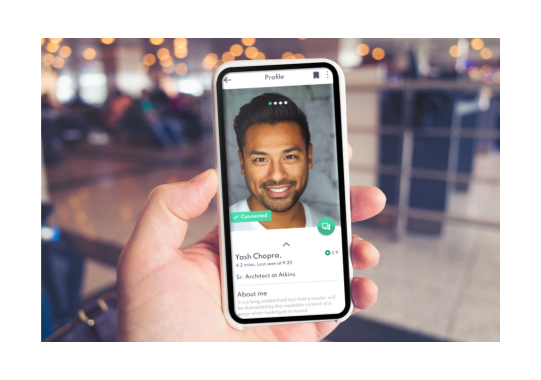 Profile
Connected
Yash Chopra,
4.2 miles, Last seen at 9:25
Sr. Architect at Atkins
About me
It is a long established fact that a reader will
be distracted by the readable content of a
page when looking at its layout